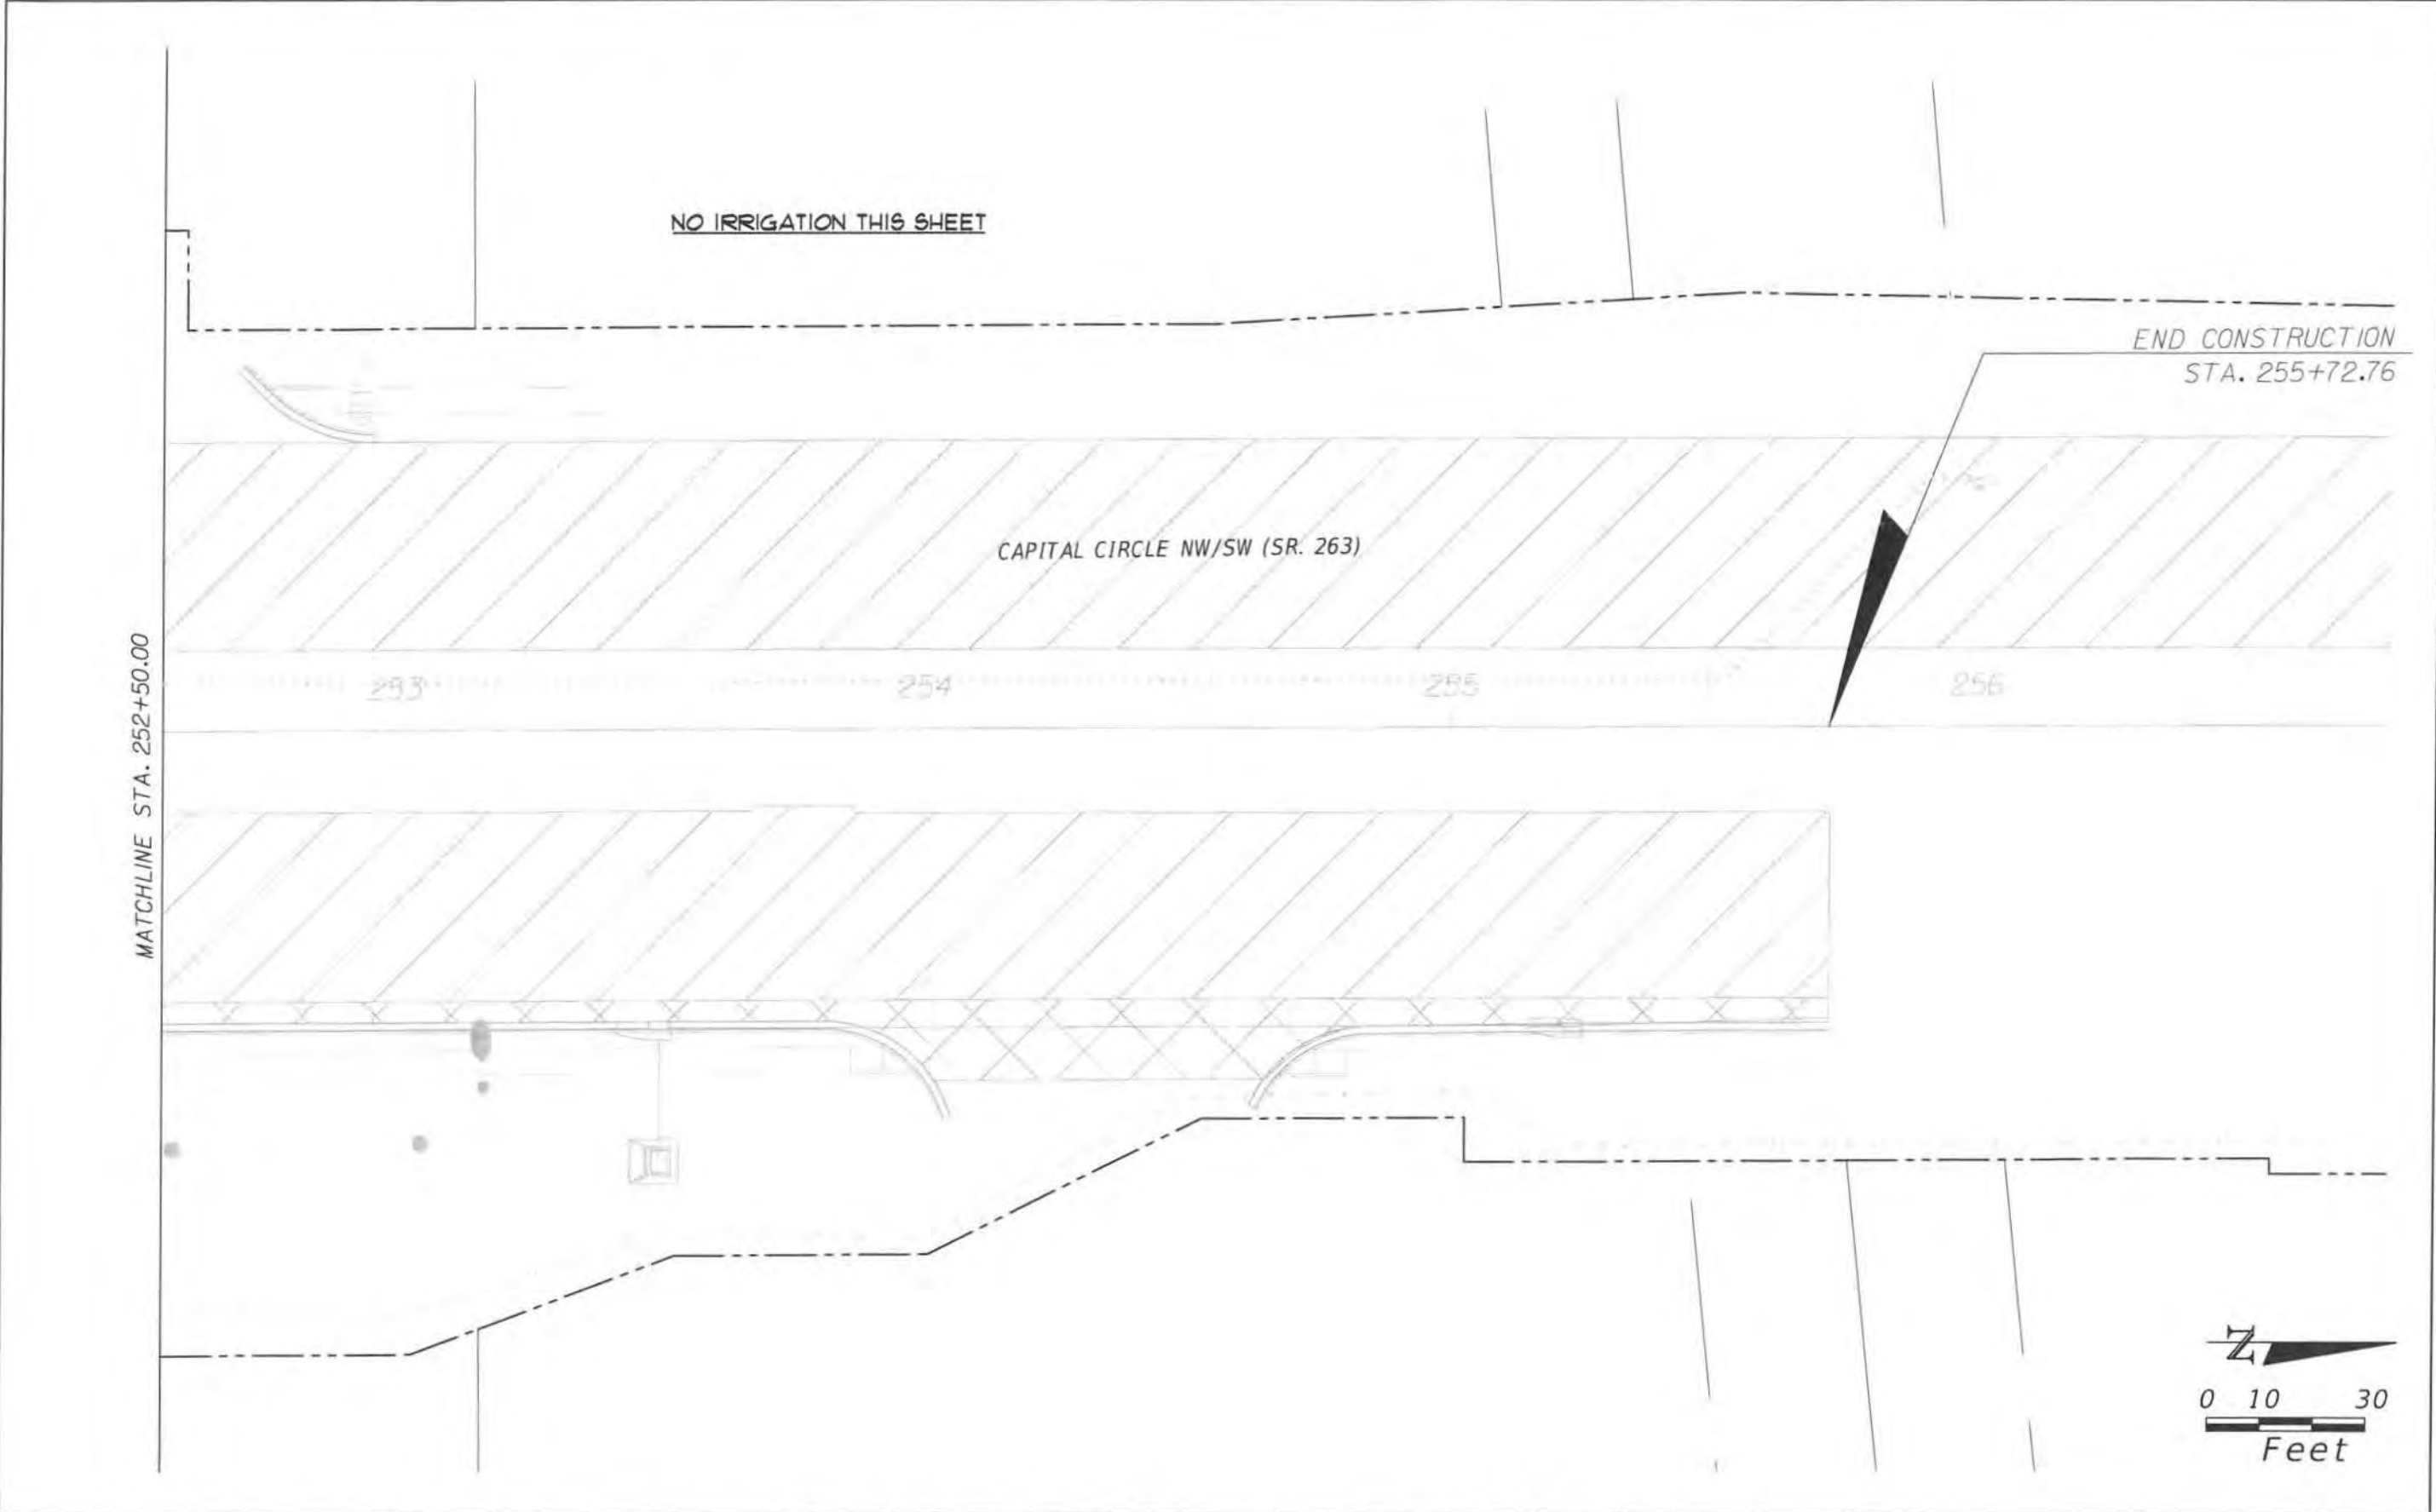 NO IRRIGATION THIS SHEET
END CONSTRUCTION
STA. 255+72.76
CAPITAL CIRCLE NW/SW (SR. 263)
MATCHLINE STA. 252+50.00
253 254 255 256
N
0 10 30
Feet